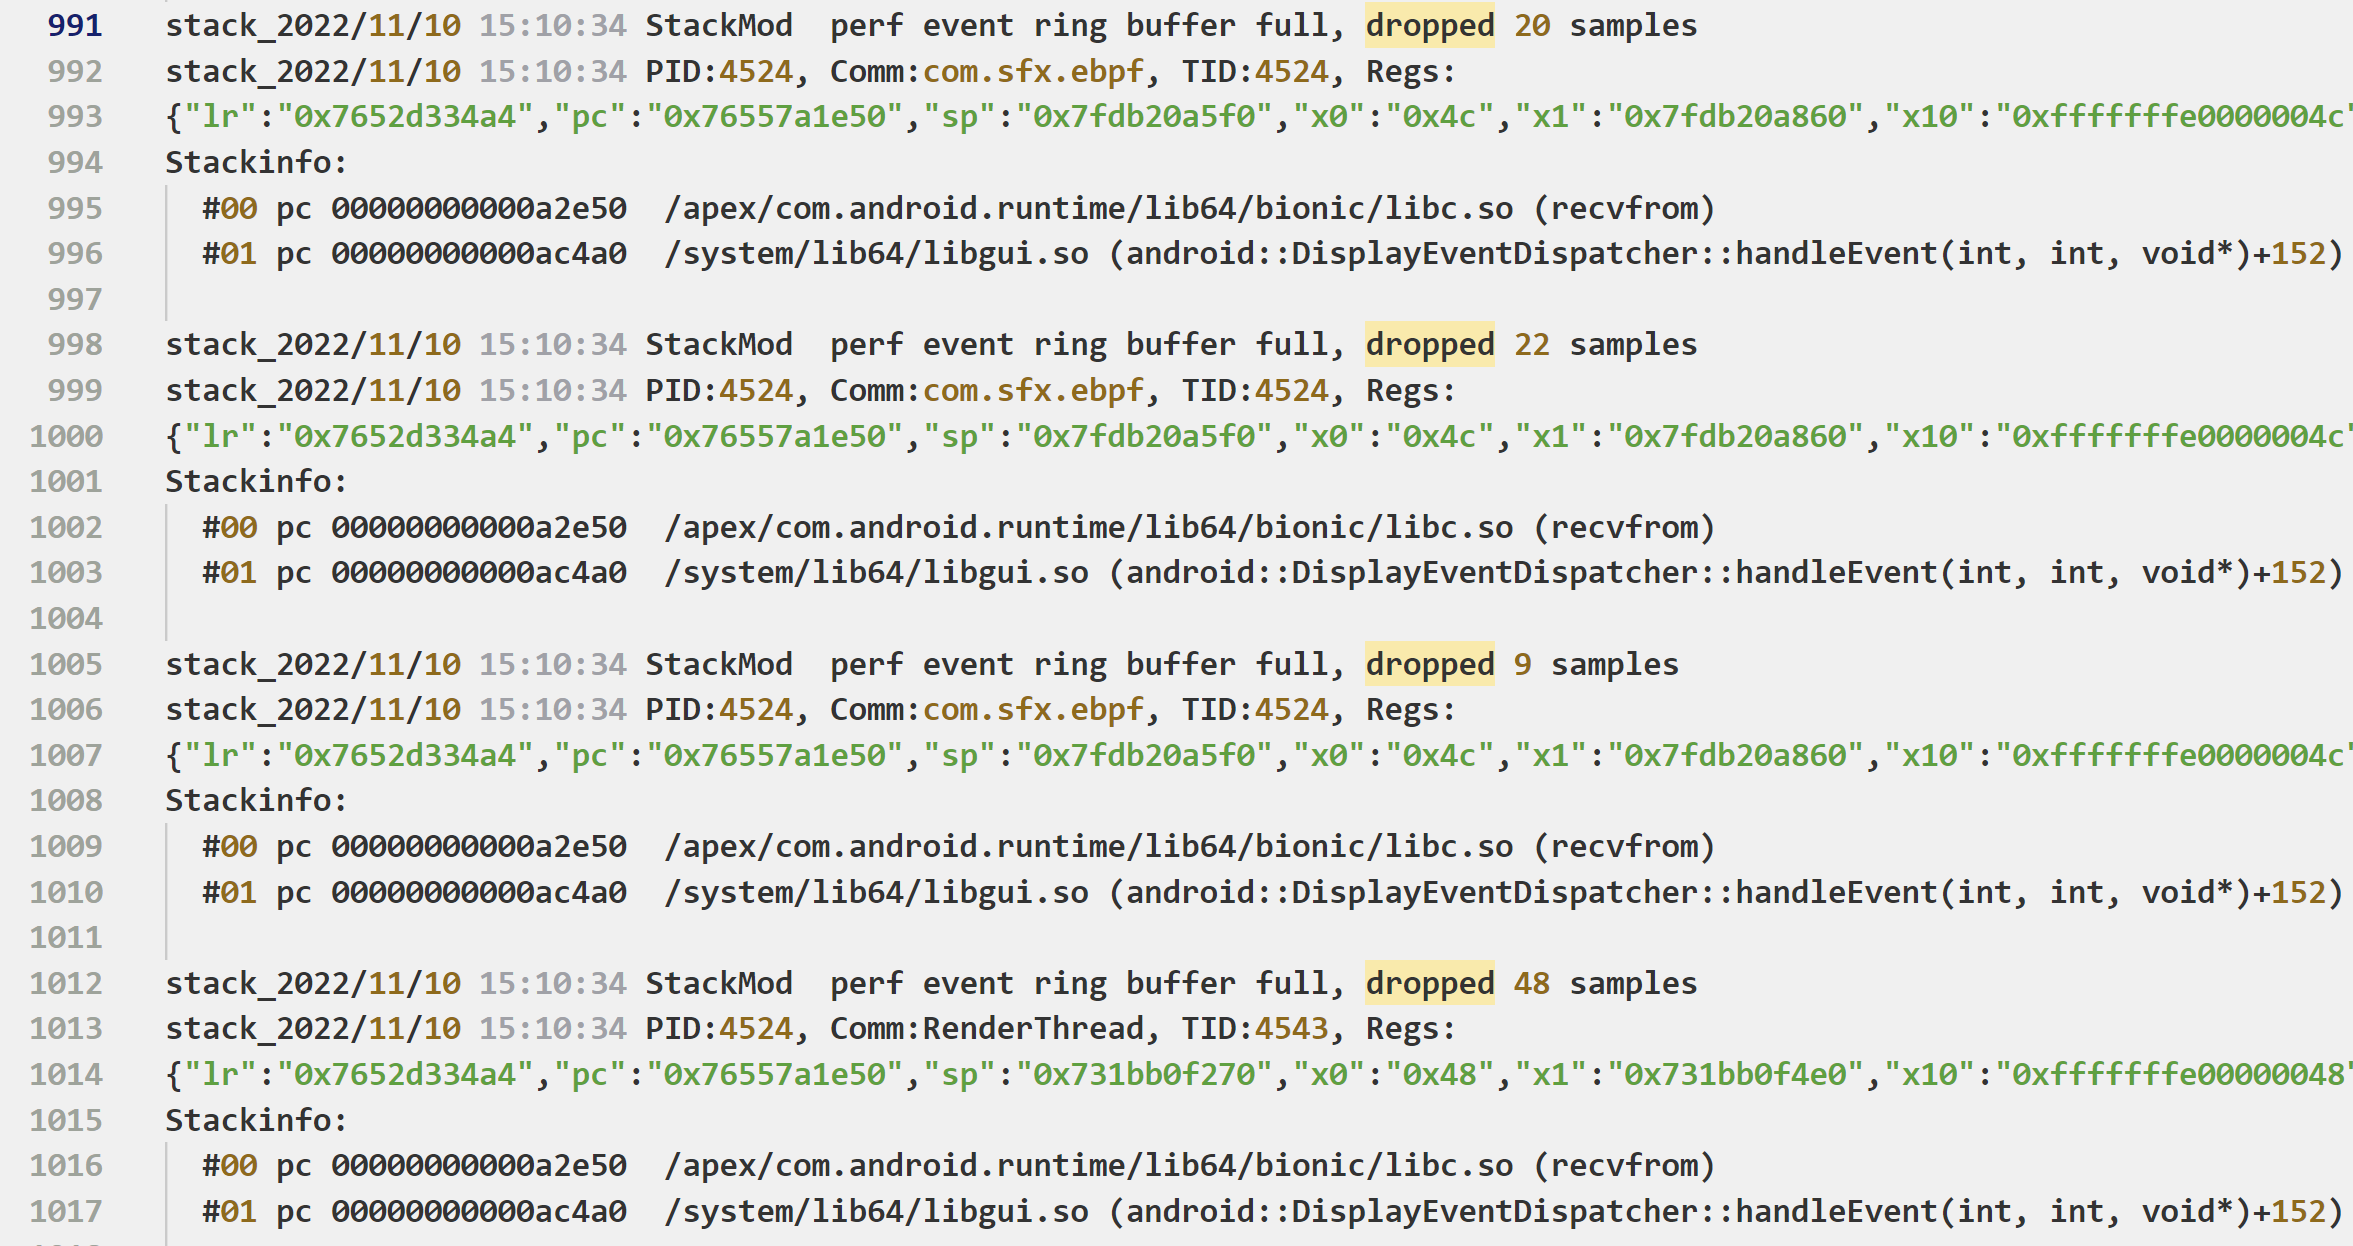 991 stack_2022/11/10 15:10:34 StackMod  perf event ring buffer full, dropped 20 samples
992 stack_2022/11/10 15:10:34 PID:4524, Comm:com.sfx.ebpf, TID:4524, Regs:
993 {"lr":"0x7652d334a4","pc":"0x76557a1e50","sp":"0x7fdb20a5f0","x0":"0x4c","x1":"0x7fdb20a860","x10":"0xfffffffe0000004c"
994 Stackinfo:
995   #00 pc 00000000000a2e50  /apex/com.android.runtime/lib64/bionic/libc.so (recvfrom)
996   #01 pc 00000000000ac4a0  /system/lib64/libgui.so (android::DisplayEventDispatcher::handleEvent(int, int, void*)+152)
997
998 stack_2022/11/10 15:10:34 StackMod  perf event ring buffer full, dropped 22 samples
999 stack_2022/11/10 15:10:34 PID:4524, Comm:com.sfx.ebpf, TID:4524, Regs:
1000 {"lr":"0x7652d334a4","pc":"0x76557a1e50","sp":"0x7fdb20a5f0","x0":"0x4c","x1":"0x7fdb20a860","x10":"0xfffffffe0000004c"
1001 Stackinfo:
1002   #00 pc 00000000000a2e50  /apex/com.android.runtime/lib64/bionic/libc.so (recvfrom)
1003   #01 pc 00000000000ac4a0  /system/lib64/libgui.so (android::DisplayEventDispatcher::handleEvent(int, int, void*)+152)
1004
1005 stack_2022/11/10 15:10:34 StackMod  perf event ring buffer full, dropped 9 samples
1006 stack_2022/11/10 15:10:34 PID:4524, Comm:com.sfx.ebpf, TID:4524, Regs:
1007 {"lr":"0x7652d334a4","pc":"0x76557a1e50","sp":"0x7fdb20a5f0","x0":"0x4c","x1":"0x7fdb20a860","x10":"0xfffffffe0000004c"
1008 Stackinfo:
1009   #00 pc 00000000000a2e50  /apex/com.android.runtime/lib64/bionic/libc.so (recvfrom)
1010   #01 pc 00000000000ac4a0  /system/lib64/libgui.so (android::DisplayEventDispatcher::handleEvent(int, int, void*)+152)
1011
1012 stack_2022/11/10 15:10:34 StackMod  perf event ring buffer full, dropped 48 samples
1013 stack_2022/11/10 15:10:34 PID:4524, Comm:RenderThread, TID:4543, Regs:
1014 {"lr":"0x7652d334a4","pc":"0x76557a1e50","sp":"0x731bb0f270","x0":"0x48","x1":"0x731bb0f4e0","x10":"0xfffffffe00000048"
1015 Stackinfo:
1016   #00 pc 00000000000a2e50  /apex/com.android.runtime/lib64/bionic/libc.so (recvfrom)
1017   #01 pc 00000000000ac4a0  /system/lib64/libgui.so (android::DisplayEventDispatcher::handleEvent(int, int, void*)+152)